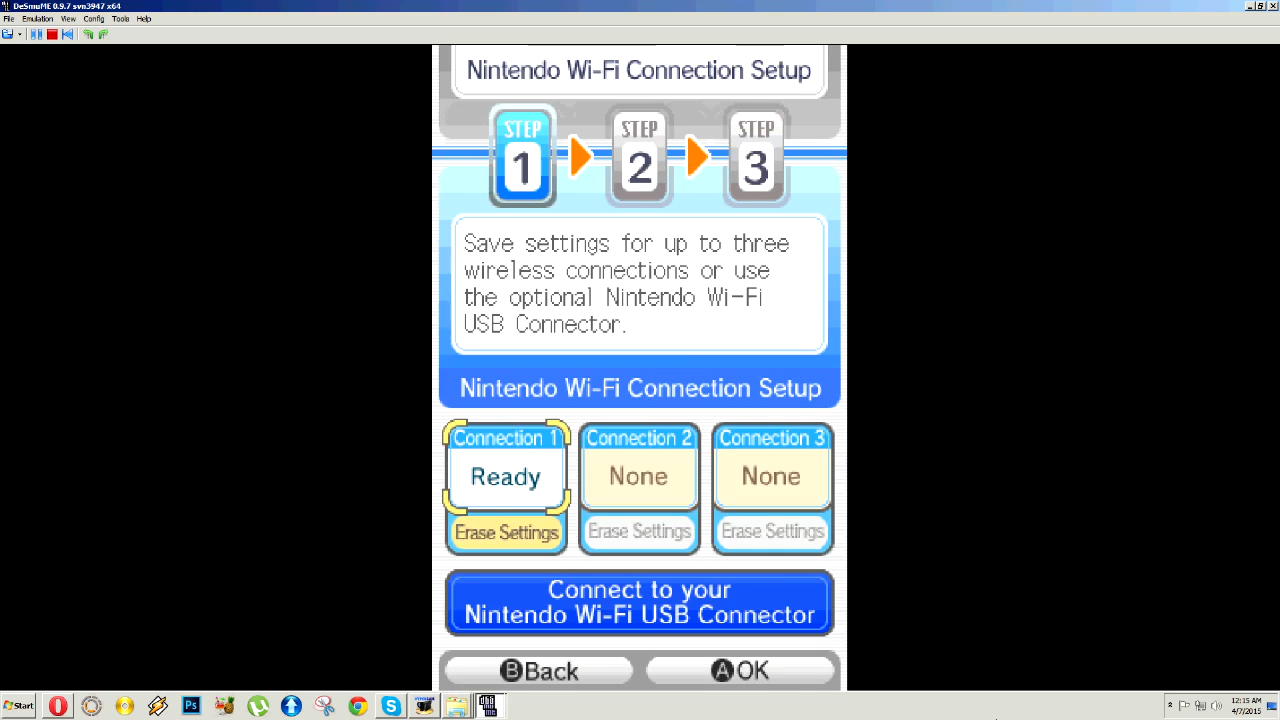 DeSmuME 0.9.7 svn3947 x64
File Emulation View Config Tools Help
Nintendo Wi-Fi Connection Setup
STEP 1 STEP 2 STEP 3
Save settings for up to three
wireless connections or use
the optional Nintendo Wi-Fi
USB Connector.
Nintendo Wi-Fi Connection Setup
Connection 1 Connection 2 Connection 3
Ready None None
Erase Settings Erase Settings Erase Settings
Connect to your
Nintendo Wi-Fi USB Connector
B Back A OK
Start Ps 12:15 AM
4/7/2015